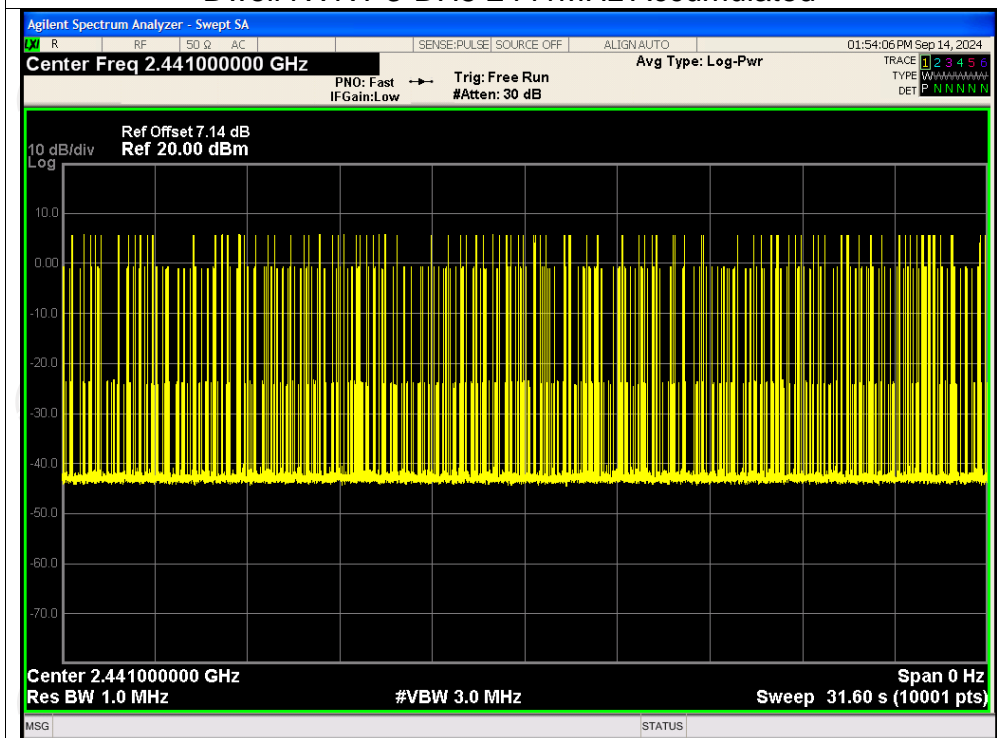 Agilent Spectrum Analyzer - Swept SA
LXI R RF 50 Ω AC SENSE:PULSE SOURCE OFF ALIGN AUTO 01:54:06 PM Sep 14, 2024
Center Freq 2.441000000 GHz
PNO: Fast
IFGain:Low
Trig: Free Run
#Atten: 30 dB
Avg Type: Log-Pwr
TRACE 1 2 3 4 5 6
TYPE WWWWWW
DET P N N N N N
Ref Offset 7.14 dB
10 dB/div Ref 20.00 dBm
Log
10.0
0.00
-10.0
-20.0
-30.0
-40.0
-50.0
-60.0
-70.0
Center 2.441000000 GHz Span 0 Hz
Res BW 1.0 MHz #VBW 3.0 MHz Sweep 31.60 s (10001 pts)
MSG STATUS